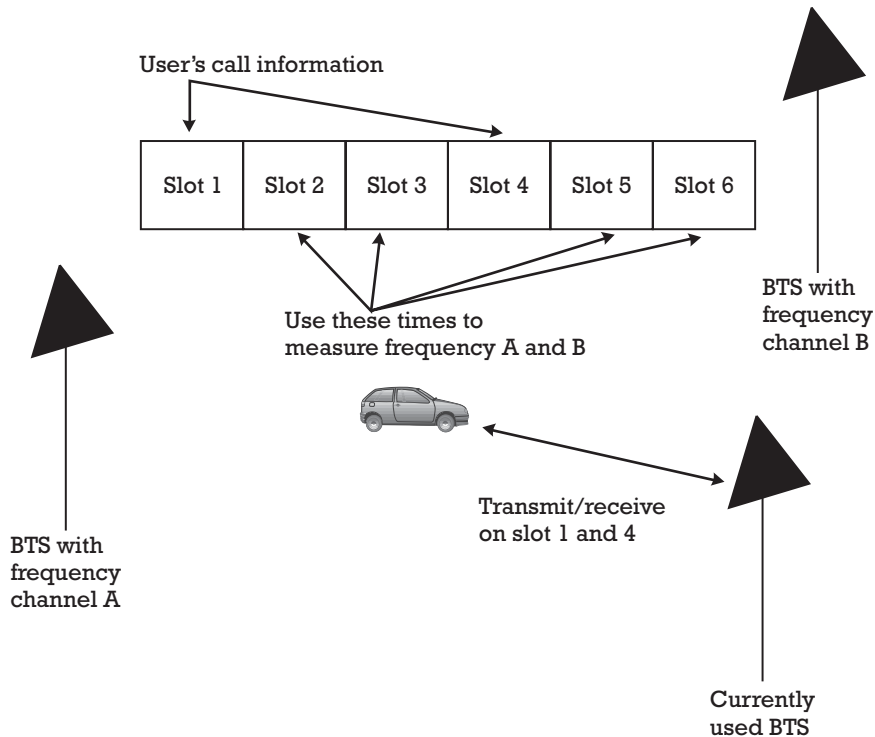 User's call information
Slot 1 Slot 2 Slot 3 Slot 4 Slot 5 Slot 6
BTS with
frequency
channel B
Use these times to
measure frequency A and B
Transmit/receive
on slot 1 and 4
BTS with
frequency
channel A
Currently
used BTS